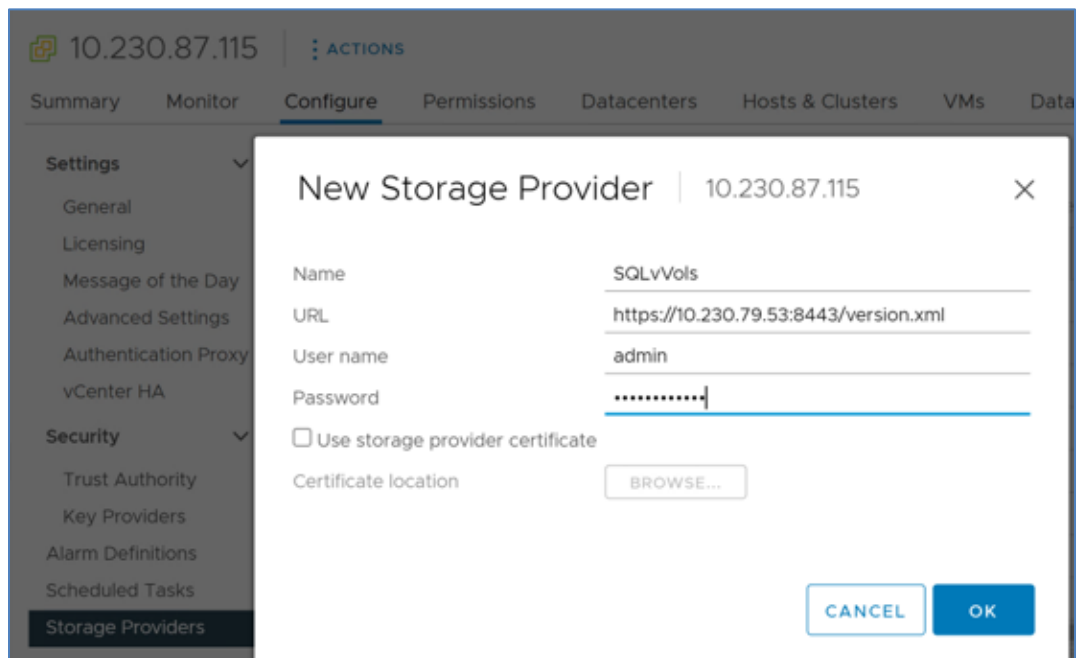 10.230.87.115 ACTIONS
Summary Monitor Configure Permissions Datacenters Hosts & Clusters VMs Data
Settings
General
Licensing
Message of the Day
Advanced Settings
Authentication Proxy
vCenter HA
Security
Trust Authority
Key Providers
Alarm Definitions
Scheduled Tasks
Storage Providers
New Storage Provider 10.230.87.115
Name SQLvVols
URL https://10.230.79.53:8443/version.xml
User name admin
Password ••••••••••••
Use storage provider certificate
Certificate location BROWSE...
CANCEL OK